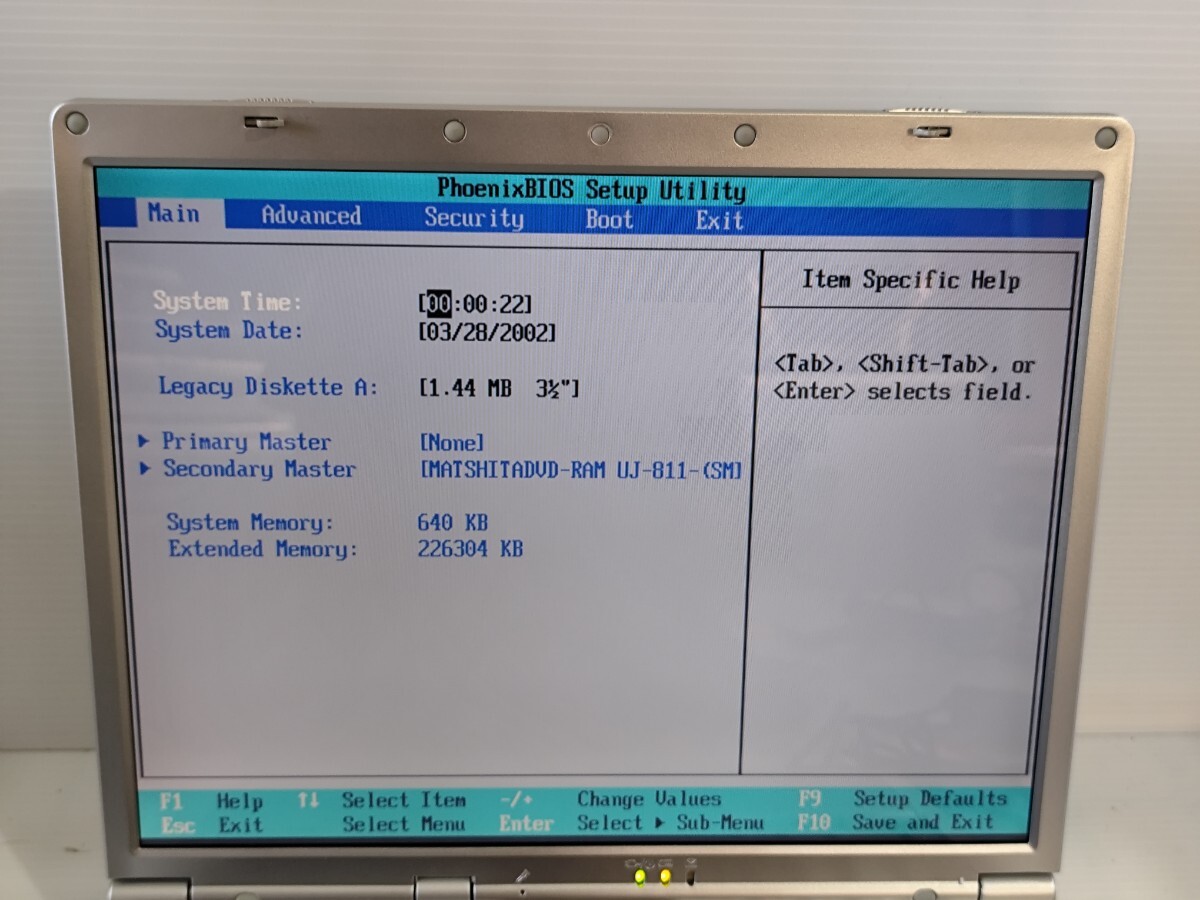 PhoenixBIOS Setup Utility
Main Advanced Security Boot Exit
System Time: [00:00:22]
System Date: [03/28/2002]
Legacy Diskette A: [1.44 MB 3½"]
Primary Master [None]
Secondary Master [MATSHITADVD-RAM UJ-811-(SM]
System Memory: 640 KB
Extended Memory: 226304 KB
Item Specific Help
<Tab>, <Shift-Tab>, or
<Enter> selects field.
F1 Help ↑↓ Select Item -/+ Change Values F9 Setup Defaults
Esc Exit Select Menu Enter Select ▸ Sub-Menu F10 Save and Exit